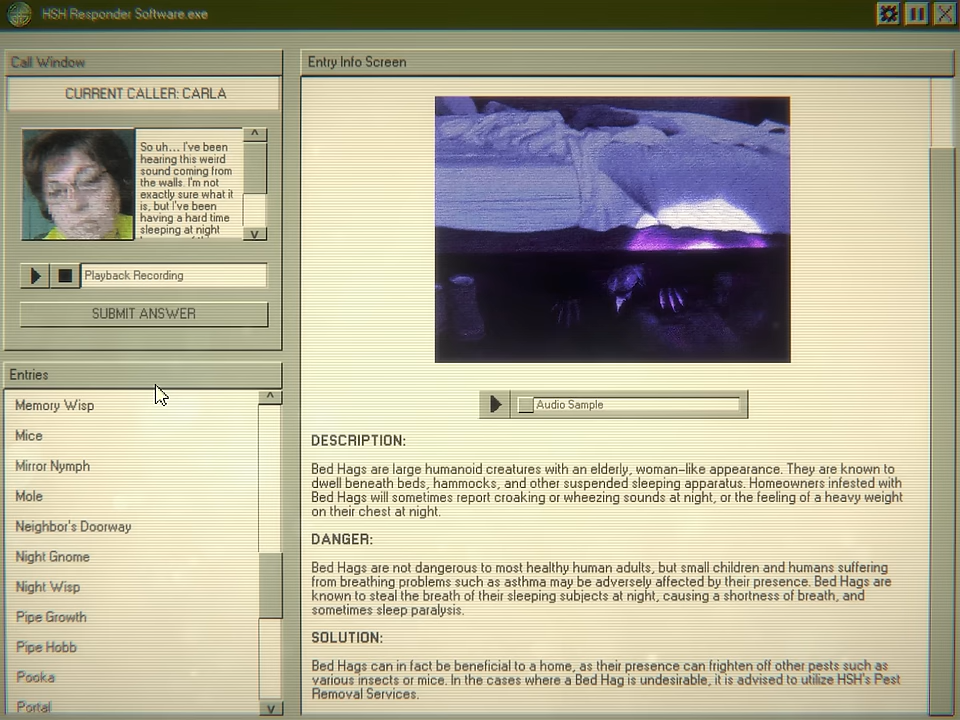 HSH Responder Software.exe
Call Window
CURRENT CALLER: CARLA
So uh... I've been
hearing this weird
sound coming from
the walls. I'm not
exactly sure what it
is, but I've been
having a hard time
sleeping at night
Playback Recording
SUBMIT ANSWER
Entries
Memory Wisp
Mice
Mirror Nymph
Mole
Neighbor's Doorway
Night Gnome
Night Wisp
Pipe Growth
Pipe Hobb
Pooka
Portal
Entry Info Screen
Audio Sample
DESCRIPTION:
Bed Hags are large humanoid creatures with an elderly, woman-like appearance. They are known to
dwell beneath beds, hammocks, and other suspended sleeping apparatus. Homeowners infested with
Bed Hags will sometimes report croaking or wheezing sounds at night, or the feeling of a heavy weight
on their chest at night.
DANGER:
Bed Hags are not dangerous to most healthy human adults, but small children and humans suffering
from breathing problems such as asthma may be adversely affected by their presence. Bed Hags are
known to steal the breath of their sleeping subjects at night, causing a shortness of breath, and
sometimes sleep paralysis.
SOLUTION:
Bed Hags can in fact be beneficial to a home, as their presence can frighten off other pests such as
various insects or mice. In the cases where a Bed Hag is undesirable, it is advised to utilize HSH's Pest
Removal Services.